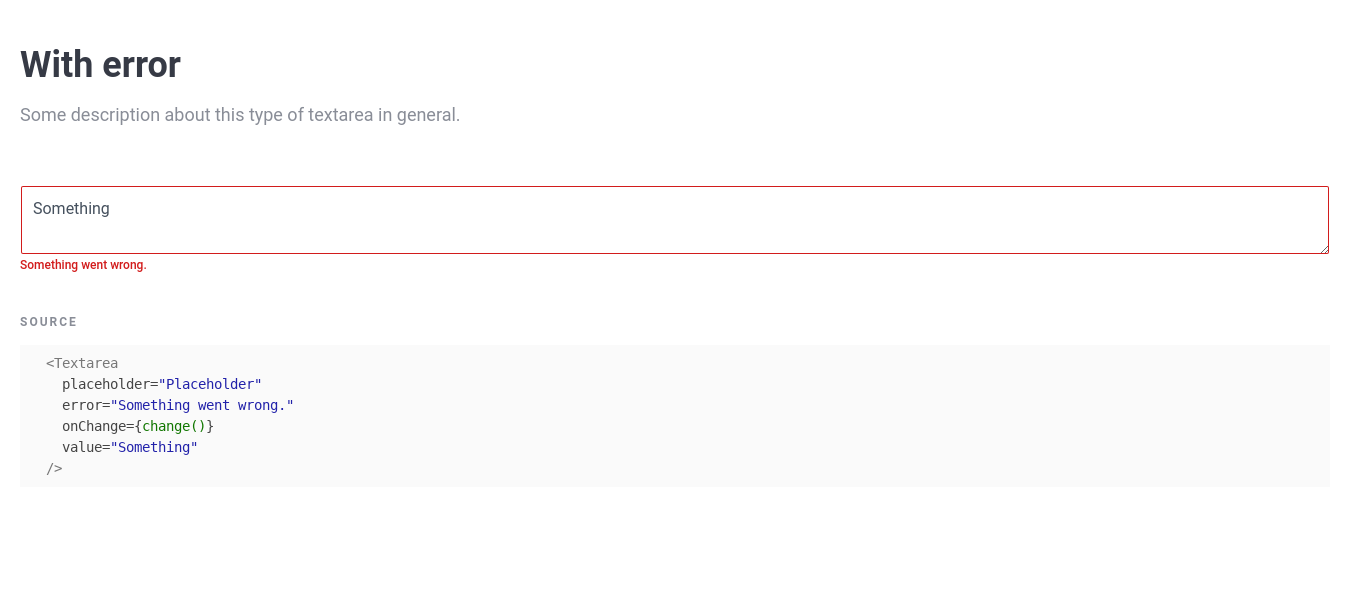 With error
Some description about this type of textarea in general.
Something
Something went wrong.
SOURCE
<Textarea
  placeholder="Placeholder"
  error="Something went wrong."
  onChange={change()}
  value="Something"
/>